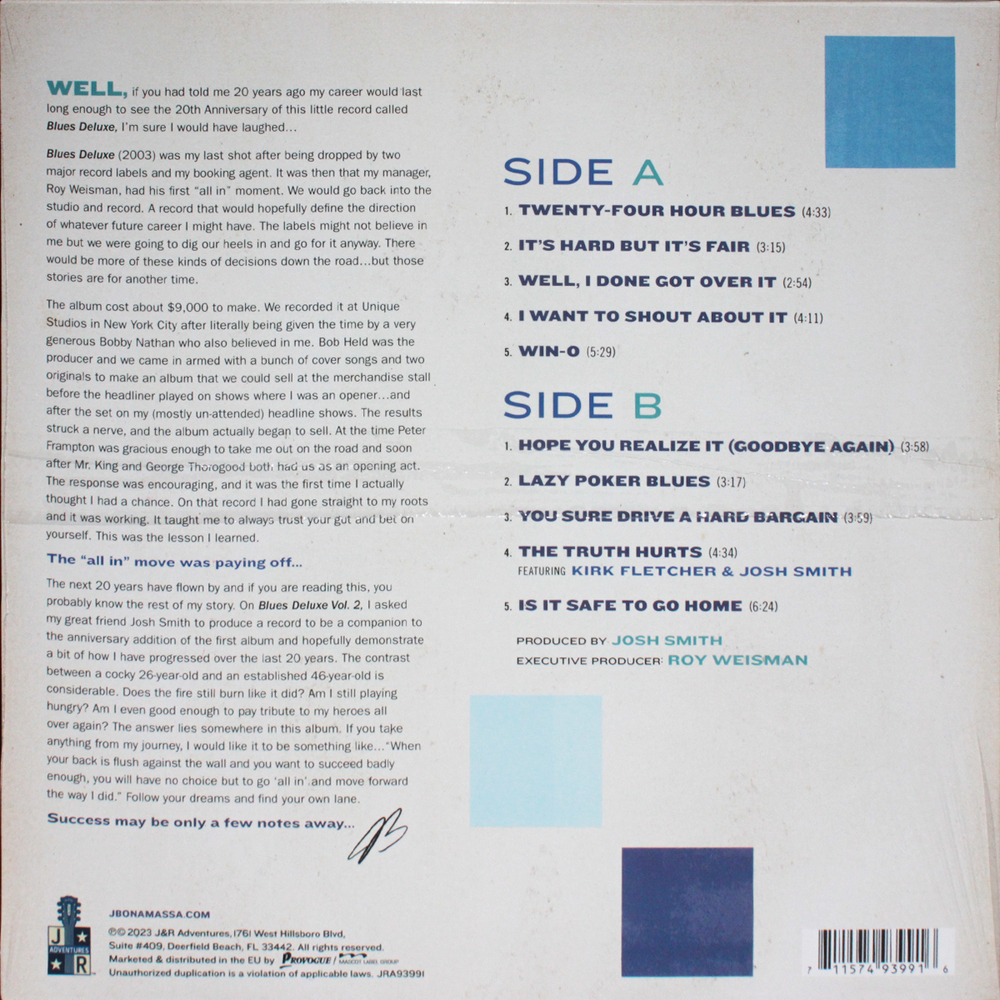 WELL, if you had told me 20 years ago my career would last
long enough to see the 20th Anniversary of this little record called
Blues Deluxe, I'm sure I would have laughed...
Blues Deluxe (2003) was my last shot after being dropped by two
major record labels and my booking agent. It was then that my manager,
Roy Weisman, had his first "all in" moment. We would go back into the
studio and record. A record that would hopefully define the direction
of whatever future career I might have. The labels might not believe in
me but we were going to dig our heels in and go for it anyway. There
would be more of these kinds of decisions down the road...but those
stories are for another time.
The album cost about $9,000 to make. We recorded it at Unique
Studios in New York City after literally being given the time by a very
generous Bobby Nathan who also believed in me. Bob Held was the
producer and we came in armed with a bunch of cover songs and two
originals to make an album that we could sell at the merchandise stall
before the headliner played on shows where I was an opener...and
after the set on my (mostly un-attended) headline shows. The results
struck a nerve, and the album actually began to sell. At the time Peter
Frampton was gracious enough to take me out on the road and soon
after Mr. King and George Thorogood both had us as an opening act.
The response was encouraging, and it was the first time I actually
thought I had a chance. On that record I had gone straight to my roots
and it was working. It taught me to always trust your gut and bet on
yourself. This was the lesson I learned.
The "all in" move was paying off...
The next 20 years have flown by and if you are reading this, you
probably know the rest of my story. On Blues Deluxe Vol. 2, I asked
my great friend Josh Smith to produce a record to be a companion to
the anniversary addition of the first album and hopefully demonstrate
a bit of how I have progressed over the last 20 years. The contrast
between a cocky 26-year-old and an established 46-year-old is
considerable. Does the fire still burn like it did? Am I still playing
hungry? Am I even good enough to pay tribute to my heroes all
over again? The answer lies somewhere in this album. If you take
anything from my journey, I would like it to be something like..."When
your back is flush against the wall and you want to succeed badly
enough, you will have no choice but to go 'all in' and move forward
the way I did." Follow your dreams and find your own lane.
Success may be only a few notes away...
JB
SIDE A
1. TWENTY-FOUR HOUR BLUES (4:33)
2. IT'S HARD BUT IT'S FAIR (3:15)
3. WELL, I DONE GOT OVER IT (2:54)
4. I WANT TO SHOUT ABOUT IT (4:11)
5. WIN-O (5:29)
SIDE B
1. HOPE YOU REALIZE IT (GOODBYE AGAIN) (3:58)
2. LAZY POKER BLUES (3:17)
3. YOU SURE DRIVE A HARD BARGAIN (3:59)
4. THE TRUTH HURTS (4:34)
FEATURING KIRK FLETCHER & JOSH SMITH
5. IS IT SAFE TO GO HOME (6:24)
PRODUCED BY JOSH SMITH
EXECUTIVE PRODUCER: ROY WEISMAN
J
ADVENTURES
R
JBONAMASSA.COM
℗© 2023 J&R Adventures, 1761 West Hillsboro Blvd,
Suite #409, Deerfield Beach, FL 33442. All rights reserved.
Marketed & distributed in the EU by PROVOGUE / MASCOT LABEL GROUP
Unauthorized duplication is a violation of applicable laws. JRA93991
7 11574 93991 6